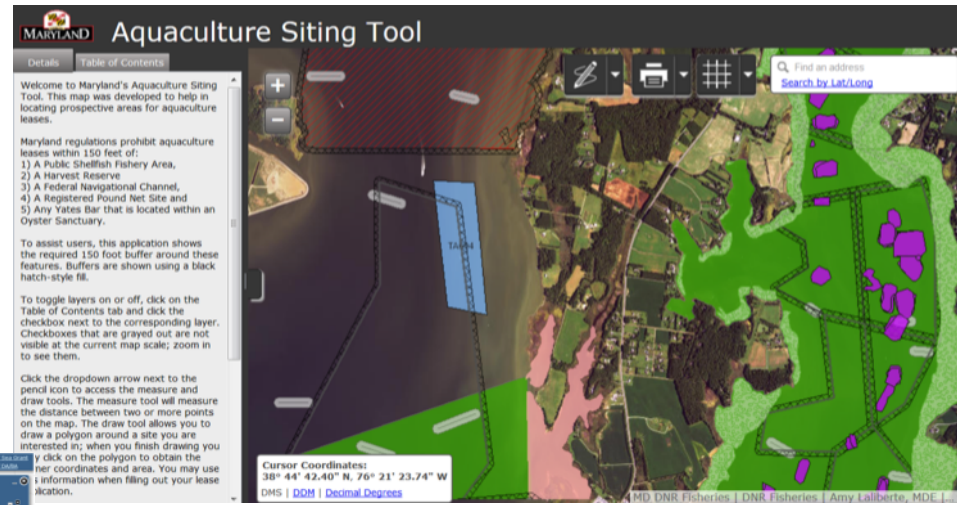 MARYLAND
Aquaculture Siting Tool
Details
Table of Contents
Welcome to Maryland's Aquaculture Siting
Tool. This map was developed to help in
locating prospective areas for aquaculture
leases.
Maryland regulations prohibit aquaculture
leases within 150 feet of:
1) A Public Shellfish Fishery Area,
2) A Harvest Reserve
3) A Federal Navigational Channel,
4) A Registered Pound Net Site and
5) Any Yates Bar that is located within an
Oyster Sanctuary.
To assist users, this application shows
the required 150 foot buffer around these
features. Buffers are shown using a black
hatch-style fill.
To toggle layers on or off, click on the
Table of Contents tab and click the
checkbox next to the corresponding layer.
Checkboxes that are grayed out are not
visible at the current map scale; zoom in
to see them.
Click the dropdown arrow next to the
pencil icon to access the measure and
draw tools. The measure tool will measure
the distance between two or more points
on the map. The draw tool allows you to
draw a polygon around a site you are
interested in; when you finish drawing you
y click on the polygon to obtain the
ner coordinates and area. You may use
s information when filling out your lease
plication.
Find an address
Search by Lat/Long
Cursor Coordinates:
38° 44' 42.40" N, 76° 21' 23.74" W
DMS | DDM | Decimal Degrees
MD DNR Fisheries | DNR Fisheries | Amy Laliberte, MDE |...